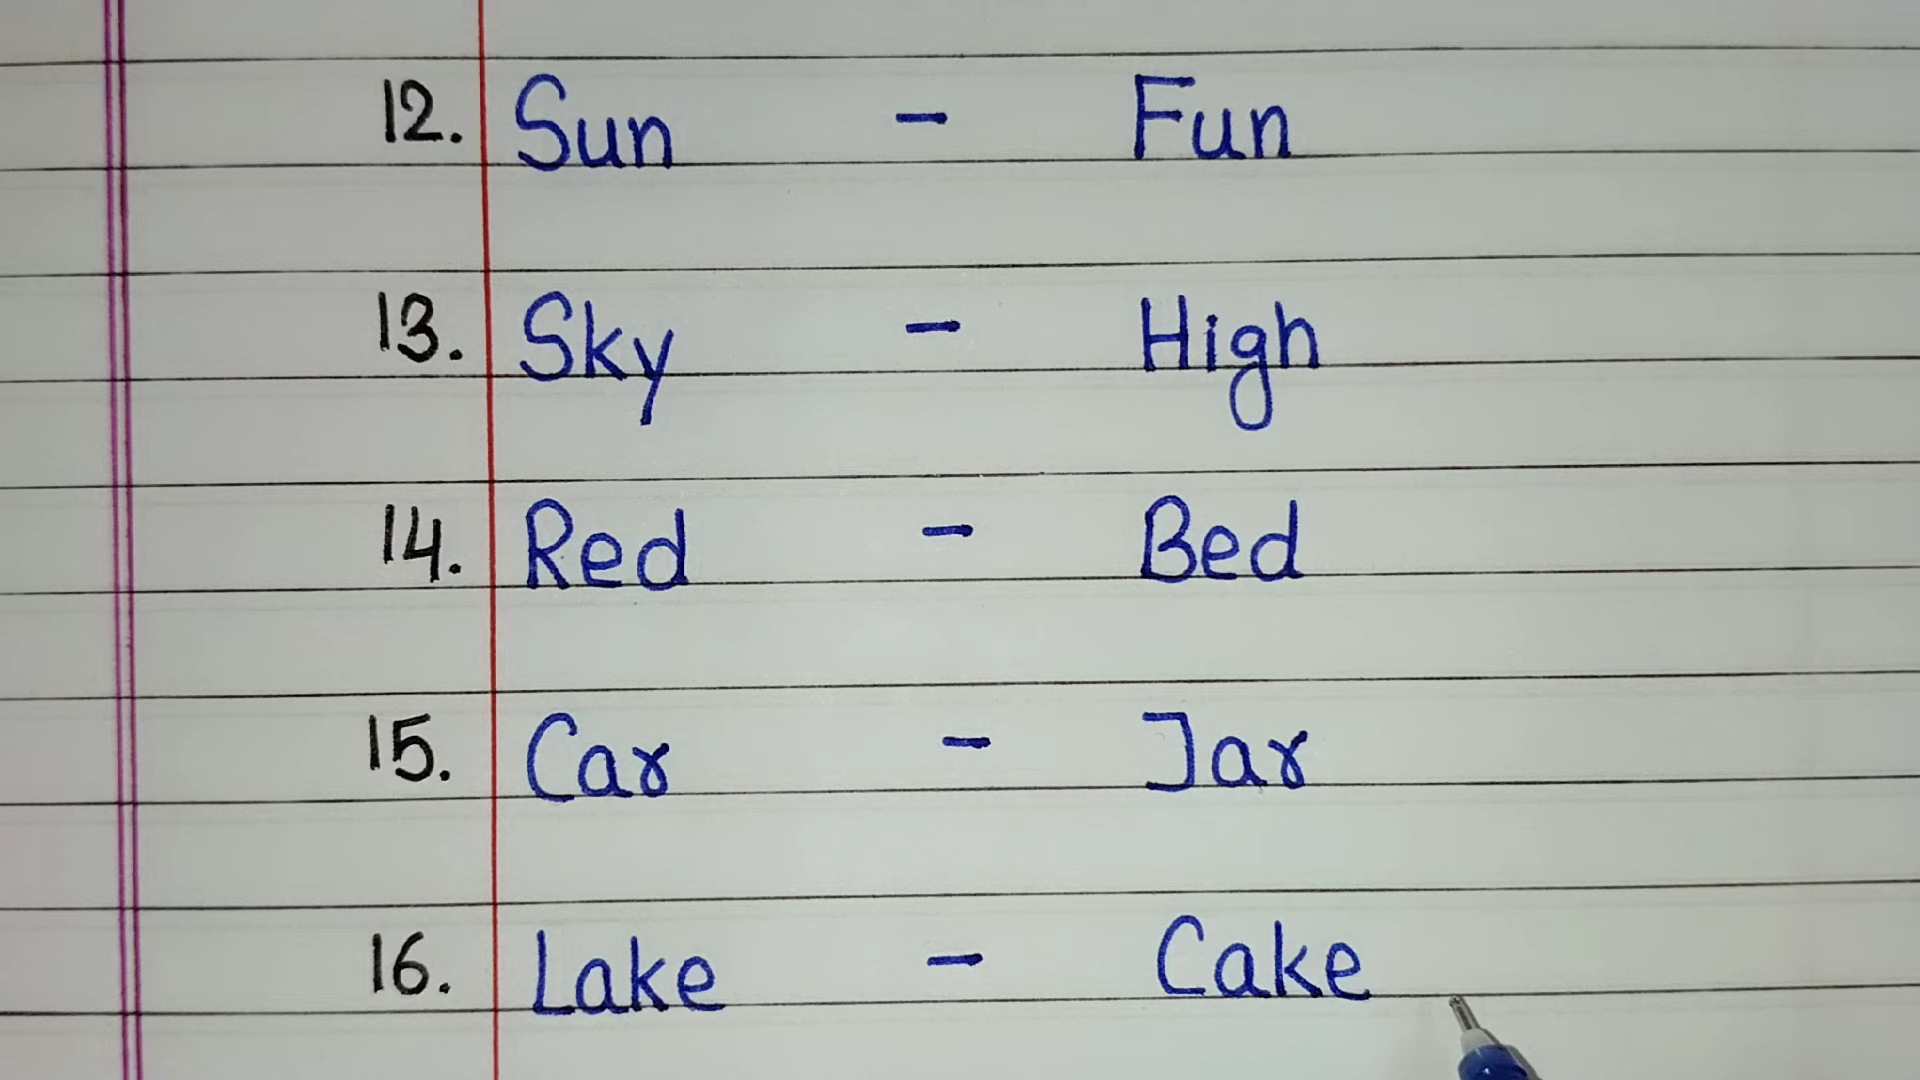 12. Sun - Fun
13. Sky - High
14. Red - Bed
15. Car - Jar
16. Lake - Cake